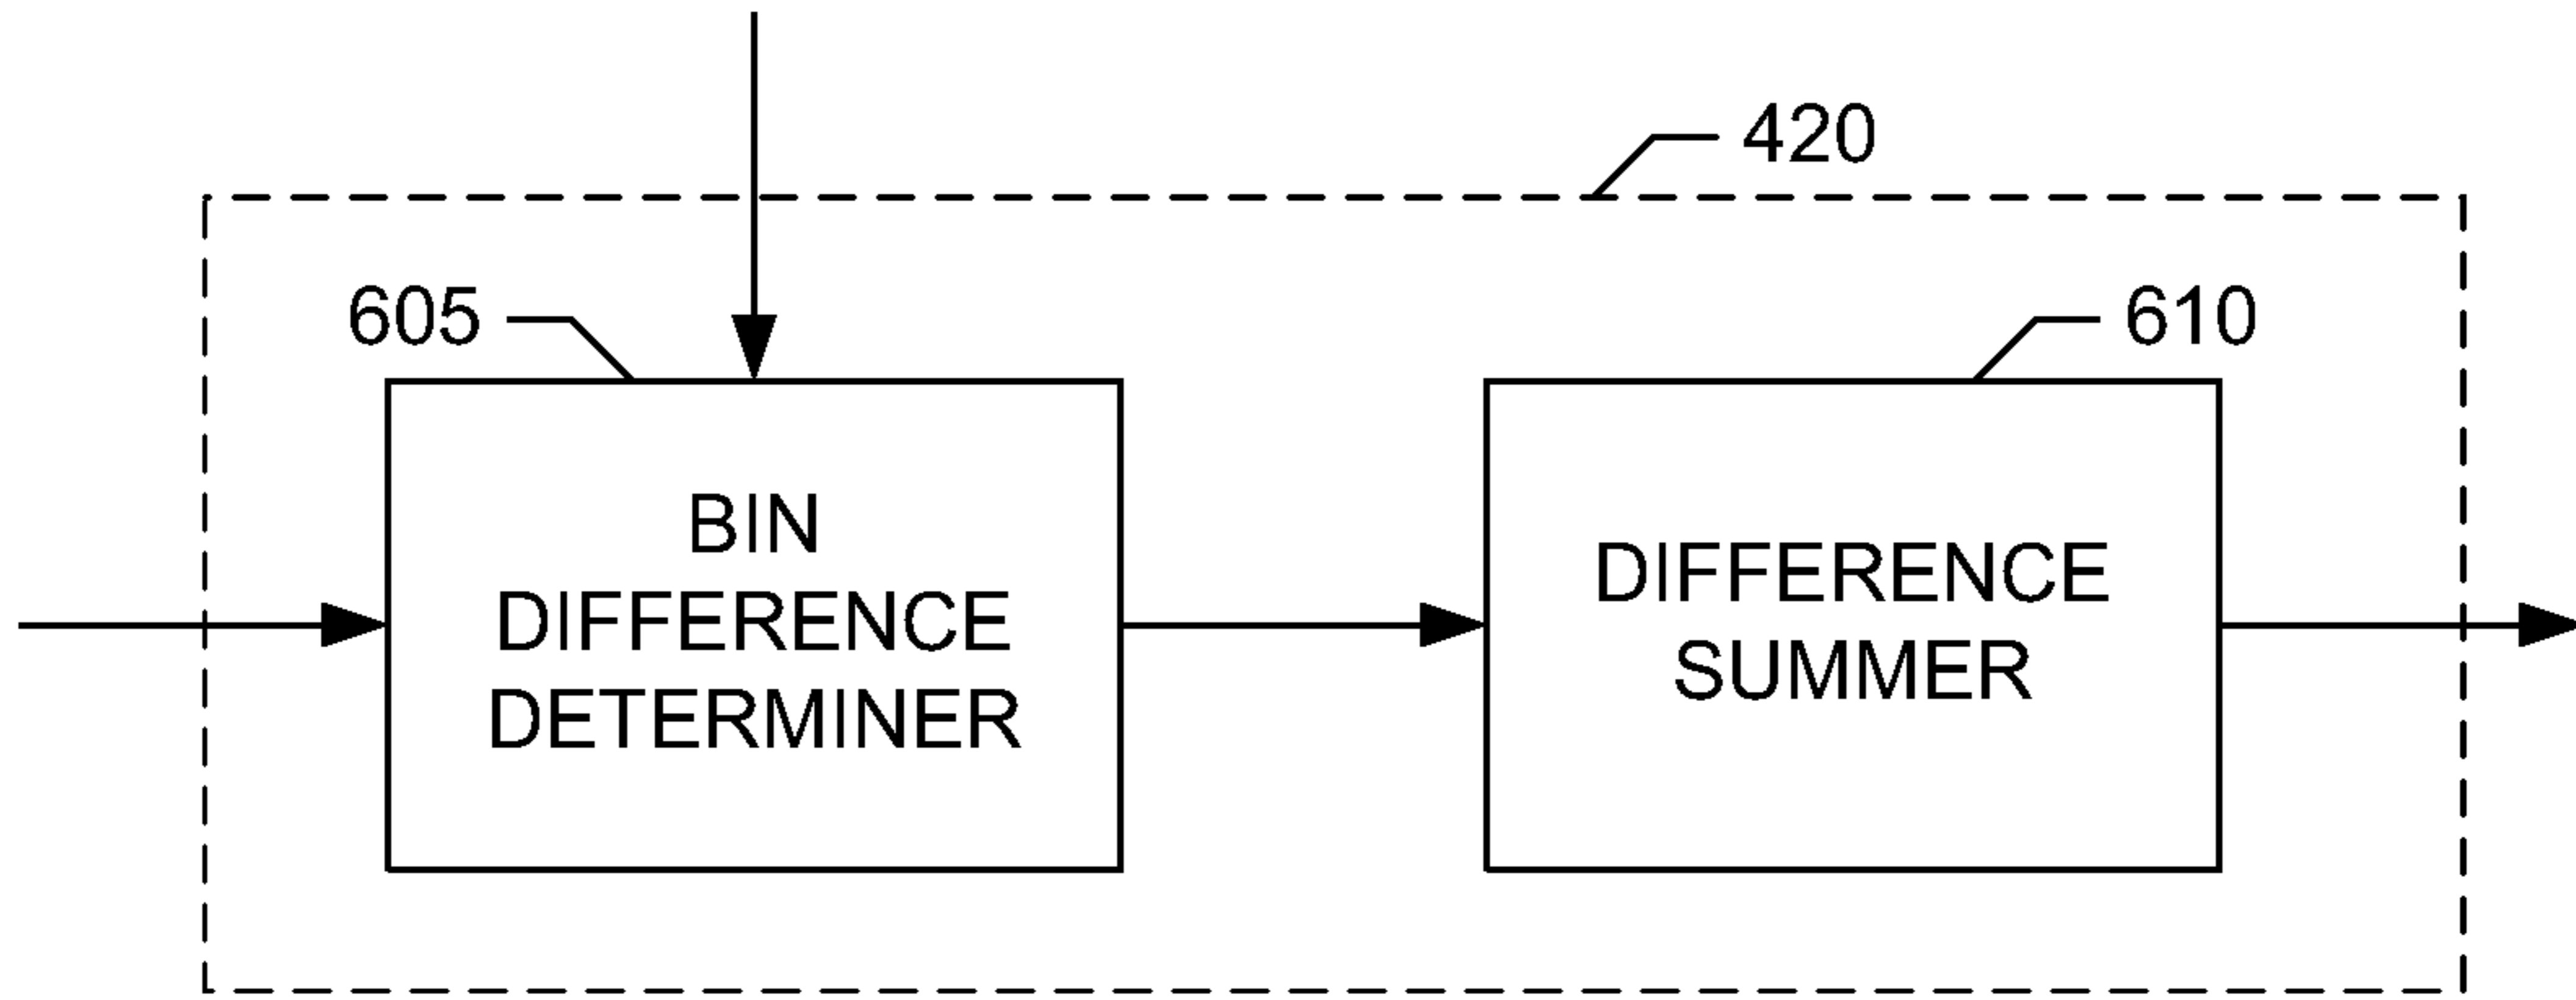 420
605
610
BIN
DIFFERENCE
DETERMINER
DIFFERENCE
SUMMER